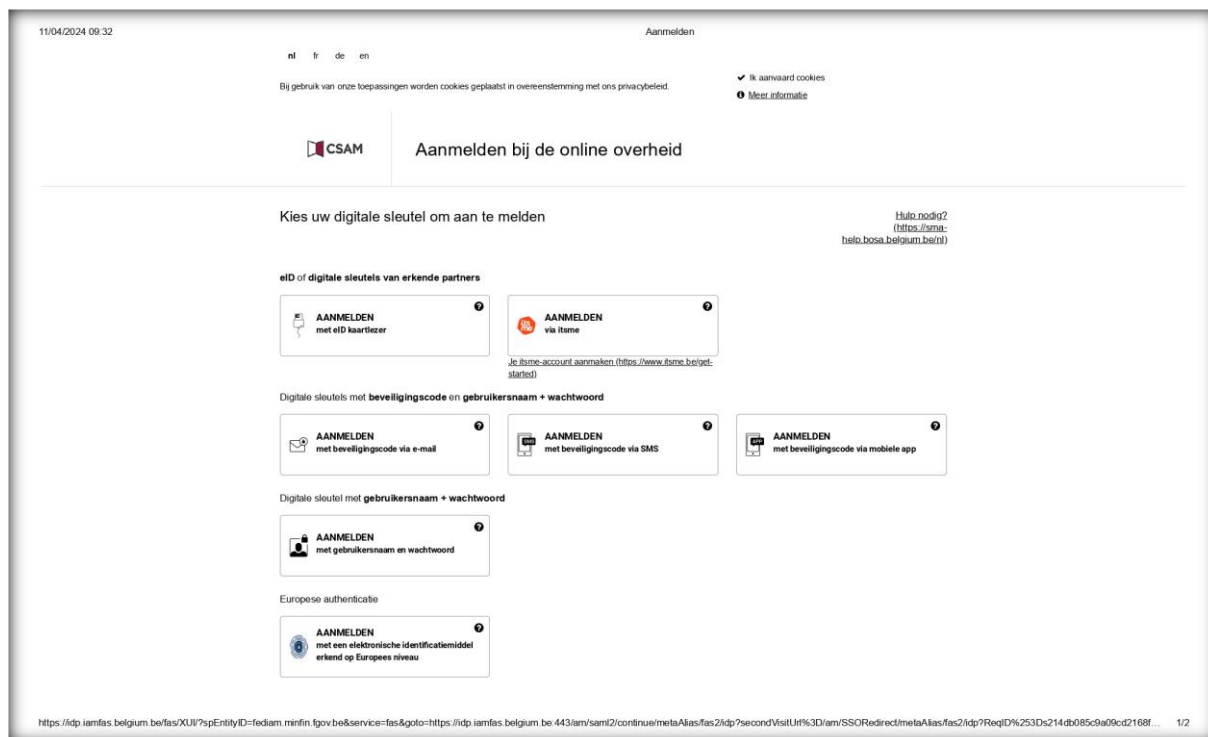 11/04/2024 09:32
Aanmelden
nl fr de en
Bij gebruik van onze toepassingen worden cookies geplaatst in overeenstemming met ons privacybeleid.
Ik aanvaard cookies
Meer informatie
CSAM
Aanmelden bij de online overheid
Kies uw digitale sleutel om aan te melden
Hulp nodig?
(https://sma-
help.bosa.belgium.be/nl)
eID of digitale sleutels van erkende partners
AANMELDEN
met eID kaartlezer
itsme
AANMELDEN
via itsme
Je itsme-account aanmaken (https://www.itsme.be/get-
started)
Digitale sleutels met beveiligingscode en gebruikersnaam + wachtwoord
AANMELDEN
met beveiligingscode via e-mail
SMS
AANMELDEN
met beveiligingscode via SMS
APP
AANMELDEN
met beveiligingscode via mobiele app
Digitale sleutel met gebruikersnaam + wachtwoord
AANMELDEN
met gebruikersnaam en wachtwoord
Europese authenticatie
AANMELDEN
met een elektronische identificatiemiddel
erkend op Europees niveau
https://idp.iamfas.belgium.be/fas/XUI/?spEntityID=fediam.minfin.fgov.be&service=fas&goto=https://idp.iamfas.belgium.be:443/am/saml2/continue/metaAlias/fas2/idp?secondVisitUrl%3D/am/SSORedirect/metaAlias/fas2/idp?ReqID%253Ds214db085c9a09cd2168f… 1/2